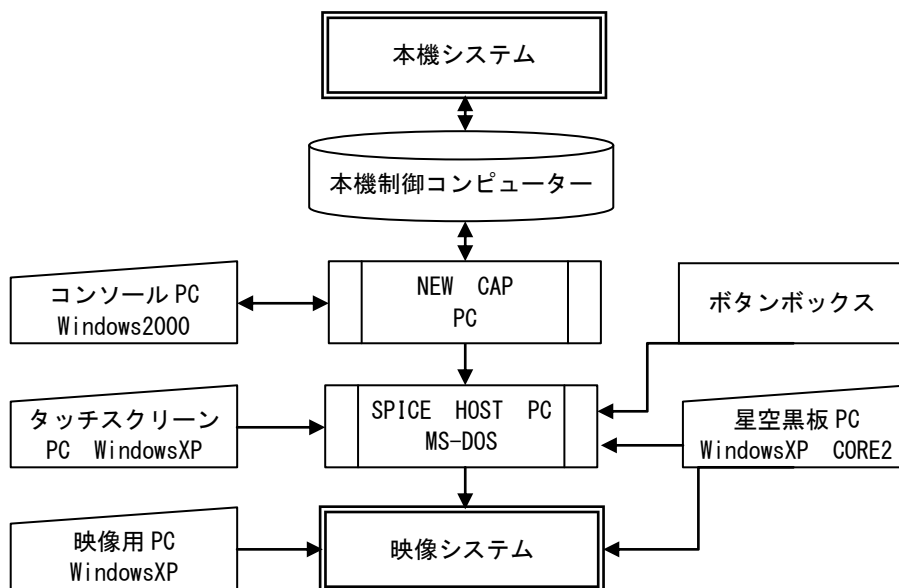 本機システム
本機制御コンピューター
コンソール PC
Windows2000
NEW CAP
PC
ボタンボックス
タッチスクリーン
PC WindowsXP
SPICE HOST PC
MS-DOS
星空黒板 PC
WindowsXP CORE2
映像用 PC
WindowsXP
映像システム